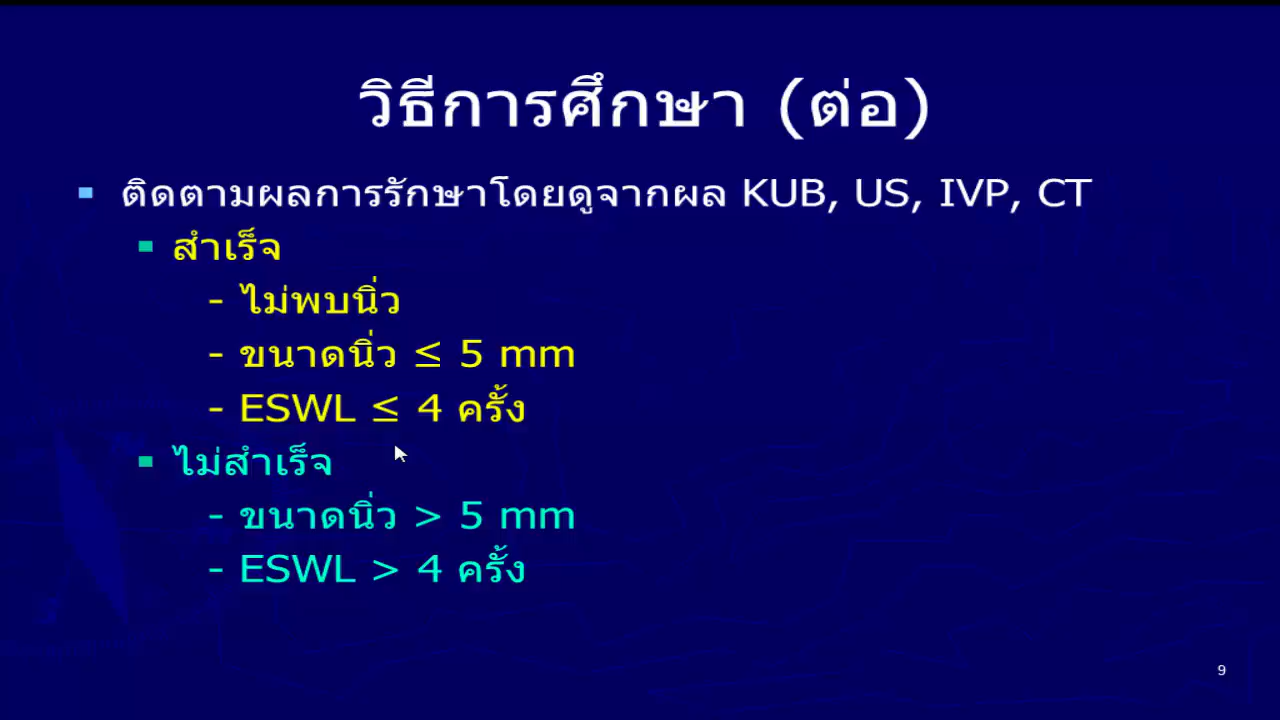 วิธีการศึกษา (ต่อ)
ติดตามผลการรักษาโดยดูจากผล KUB, US, IVP, CT
สำเร็จ
- ไม่พบนิ่ว
- ขนาดนิ่ว ≤ 5 mm
- ESWL ≤ 4 ครั้ง
ไม่สำเร็จ
- ขนาดนิ่ว > 5 mm
- ESWL > 4 ครั้ง
9